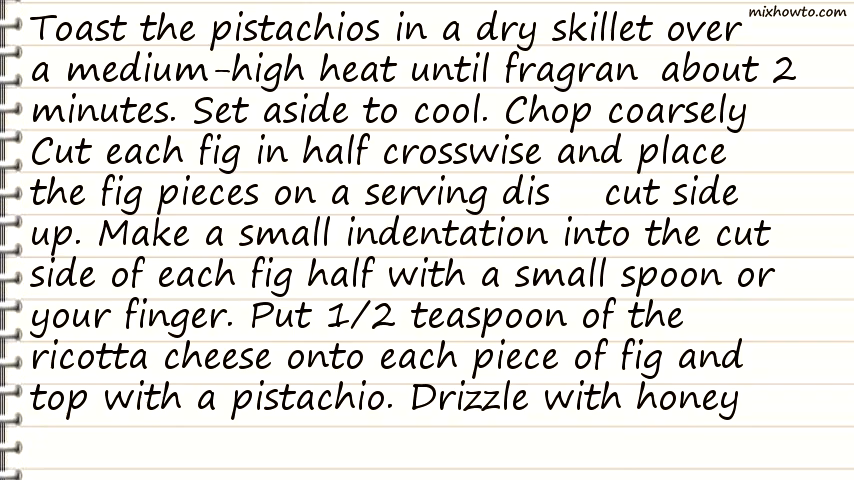 mixhowto.com
Toast the pistachios in a dry skillet over
a medium-high heat until fragran about 2
minutes. Set aside to cool. Chop coarsely
Cut each fig in half crosswise and place
the fig pieces on a serving dis cut side
up. Make a small indentation into the cut
side of each fig half with a small spoon or
your finger. Put 1/2 teaspoon of the
ricotta cheese onto each piece of fig and
top with a pistachio. Drizzle with honey